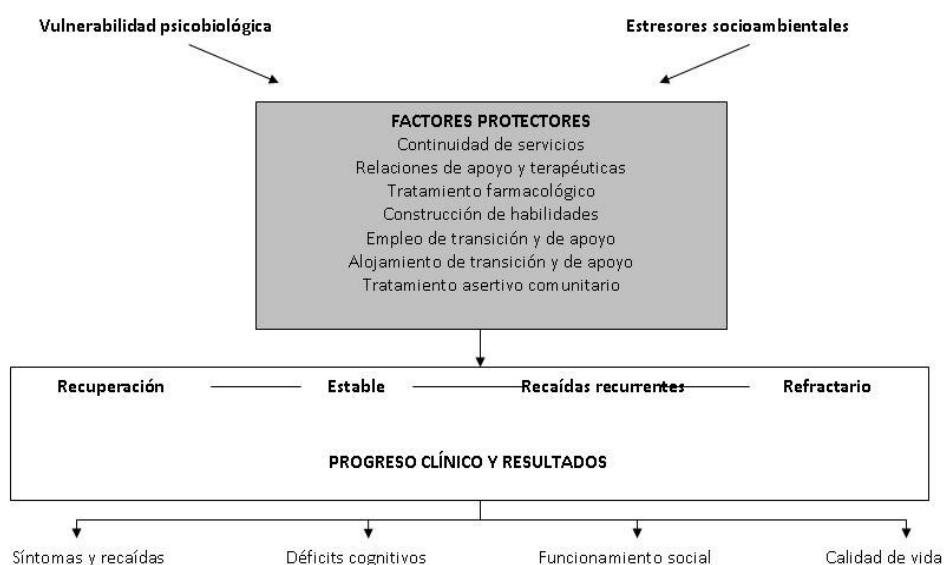 Vulnerabilidad psicobiológica
Estresores socioambientales
FACTORES PROTECTORES
Continuidad de servicios
Relaciones de apoyo y terapéuticas
Tratamiento farmacológico
Construcción de habilidades
Empleo de transición y de apoyo
Alojamiento de transición y de apoyo
Tratamiento asertivo comunitario
Recuperación
Estable
Recaídas recurrentes
Refractario
PROGRESO CLÍNICO Y RESULTADOS
Síntomas y recaídas
Déficits cognitivos
Funcionamiento social
Calidad de vida